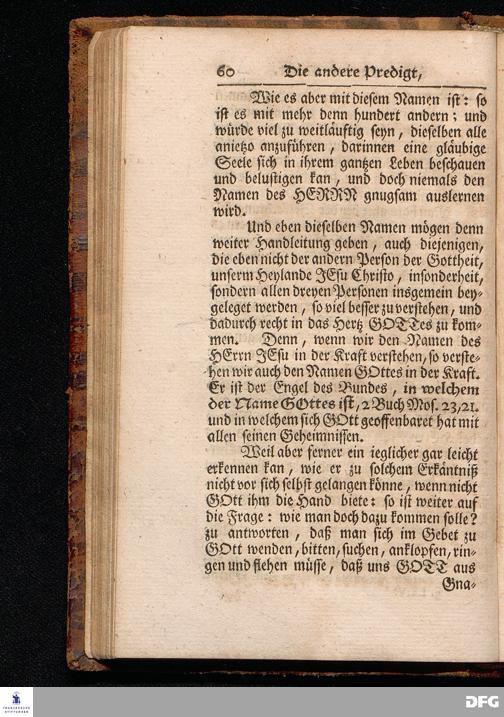 60 Die andere Predigt,
Wie es aber mit diesem Namen ist: so
ist es mit mehr denn hundert andern; und
würde viel zu weitläuftig seyn, dieselben alle
anietzo anzuführen, darinnen eine gläubige
Seele sich in ihrem gantzen Leben beschauen
und belustigen kan, und doch niemals den
Namen des HERRN gnugsam auslernen
wird.
Und eben dieselben Namen mögen denn
weiter Handleitung geben, auch diejenigen,
die eben nicht der andern Person der Gottheit,
unserm Heylande JEsu Christo, insonderheit,
sondern allen dreyen Personen insgemein bey-
geleget werden, so viel besser zu verstehen, und
dadurch recht in das Hertz GOTTes zu kom-
men. Denn, wenn wir den Namen des
HErrn JEsu in der Kraft verstehen, so verste-
hen wir auch den Namen GOttes in der Kraft.
Er ist der Engel des Bundes, in welchem
der Name GOttes ist, 2 Buch Mos. 23, 21.
und in welchem sich GOtt geoffenbaret hat mit
allen seinen Geheimnissen.
Weil aber ferner ein ieglicher gar leicht
erkennen kan, wie er zu solchem Erkäntniß
nicht vor sich selbst gelangen könne, wenn nicht
GOtt ihm die Hand biete: so ist weiter auf
die Frage: wie man doch dazu kommen solle?
zu antworten, daß man sich im Gebet zu
GOtt wenden, bitten, suchen, anklopfen, rin-
gen und flehen müsse, daß uns GOTT aus
Gna-
FRANCKESCHE
STIFTUNGEN
DFG